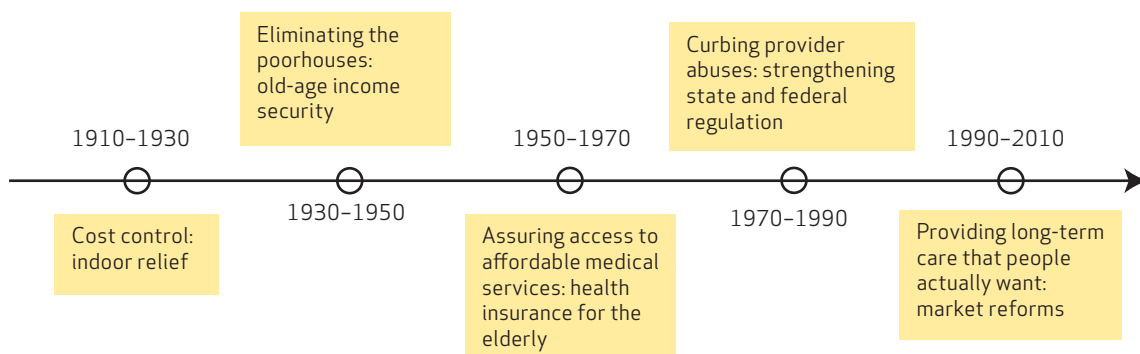 1910–1930
Cost control:
indoor relief
Eliminating the
poorhouses:
old-age income
security
1930–1950
1950–1970
Assuring access to
affordable medical
services: health
insurance for the
elderly
Curbing provider
abuses: strengthening
state and federal
regulation
1970–1990
1990–2010
Providing long-term
care that people
actually want:
market reforms